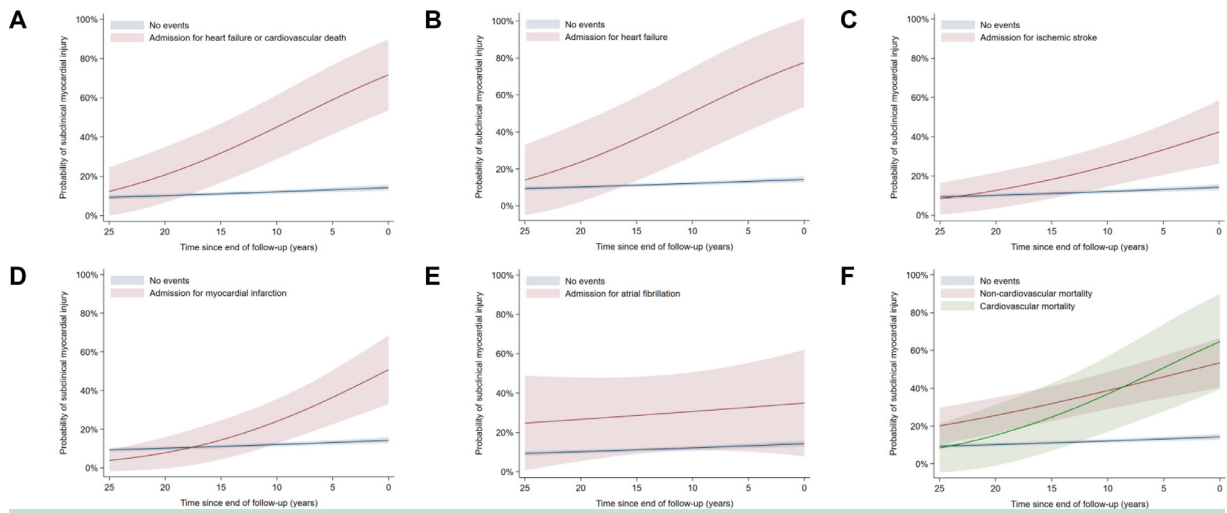 A
No events
Admission for heart failure or cardiovascular death
Probability of subclinical myocardial injury
100%
80%
60%
40%
20%
0%
25
20
15
10
5
0
Time since end of follow-up (years)
B
No events
Admission for heart failure
Probability of subclinical myocardial injury
100%
80%
60%
40%
20%
0%
25
20
15
10
5
0
Time since end of follow-up (years)
C
No events
Admission for ischemic stroke
Probability of subclinical myocardial injury
100%
80%
60%
40%
20%
0%
25
20
15
10
5
0
Time since end of follow-up (years)
D
No events
Admission for myocardial infarction
Probability of subclinical myocardial injury
100%
80%
60%
40%
20%
0%
25
20
15
10
5
0
Time since end of follow-up (years)
E
No events
Admission for atrial fibrillation
Probability of subclinical myocardial injury
100%
80%
60%
40%
20%
0%
25
20
15
10
5
0
Time since end of follow-up (years)
F
No events
Non-cardiovascular mortality
Cardiovascular mortality
Probability of subclinical myocardial injury
100%
80%
60%
40%
20%
0%
25
20
15
10
5
0
Time since end of follow-up (years)